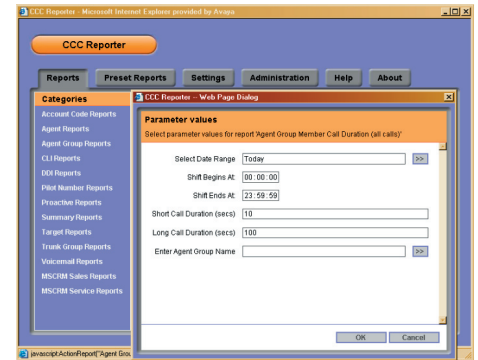 CCC Reporter - Microsoft Internet Explorer provided by Avaya
CCC Reporter
Reports
Preset Reports
Settings
Administration
Help
About
Categories
Account Code Reports
Agent Reports
Agent Group Reports
CLI Reports
DDI Reports
Pilot Number Reports
Proactive Reports
Summary Reports
Target Reports
Trunk Group Reports
Voicemail Reports
MSCRM Sales Reports
MSCRM Service Reports
CCC Reporter -- Web Page Dialog
Parameter values
Select parameter values for report 'Agent Group Member Call Duration (all calls)'
Select Date Range Today >>
Shift Begins At: 00:00:00
Shift Ends At: 23:59:59
Short Call Duration (secs) 10
Long Call Duration (secs) 100
Enter Agent Group Name >>
OK Cancel
javascript:ActionReport("Agent Grou